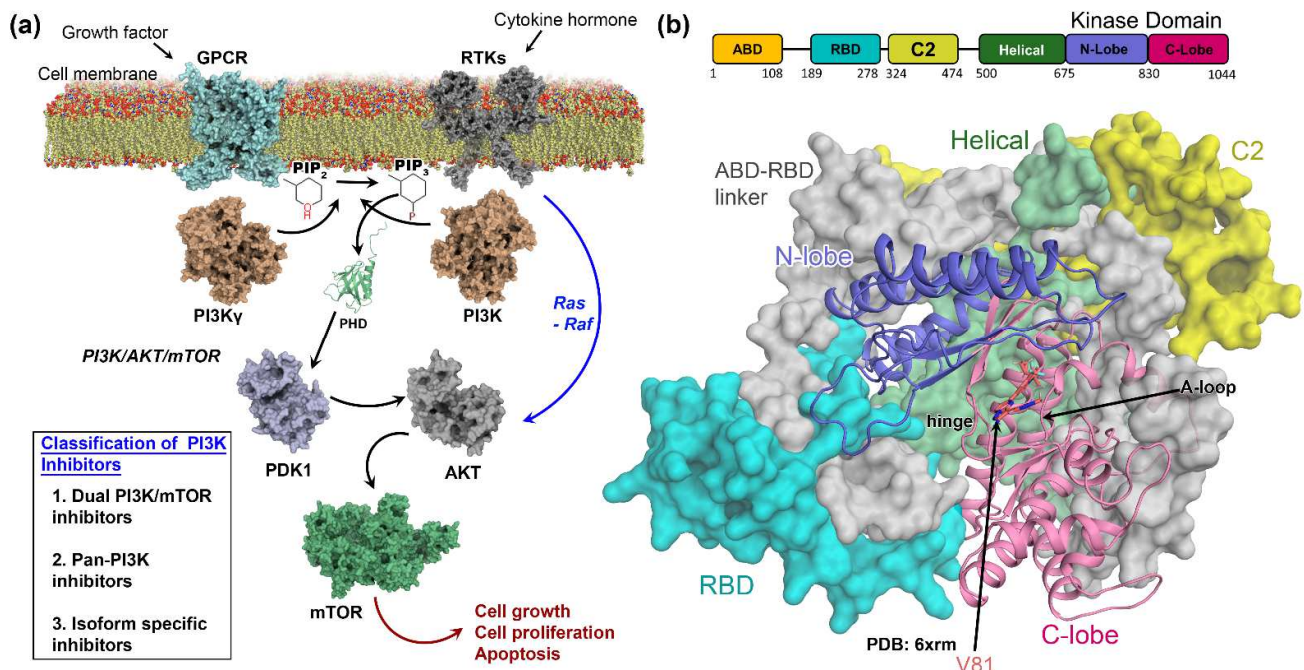 (a)
Growth factor
GPCR
Cell membrane
Cytokine hormone
RTKs
PIP2
OH
PIP3
P
PI3Kγ
PHD
PI3K
Ras
- Raf
PI3K/AKT/mTOR
PDK1
AKT
mTOR
Cell growth
Cell proliferation
Apoptosis
Classification of PI3K
Inhibitors
1. Dual PI3K/mTOR
inhibitors
2. Pan-PI3K
inhibitors
3. Isoform specific
inhibitors
(b)
Kinase Domain
ABD RBD C2 Helical N-Lobe C-Lobe
1 108 189 278 324 474 500 675 830 1044
Helical
C2
ABD-RBD
linker
N-lobe
A-loop
hinge
RBD
C-lobe
PDB: 6xrm
V81